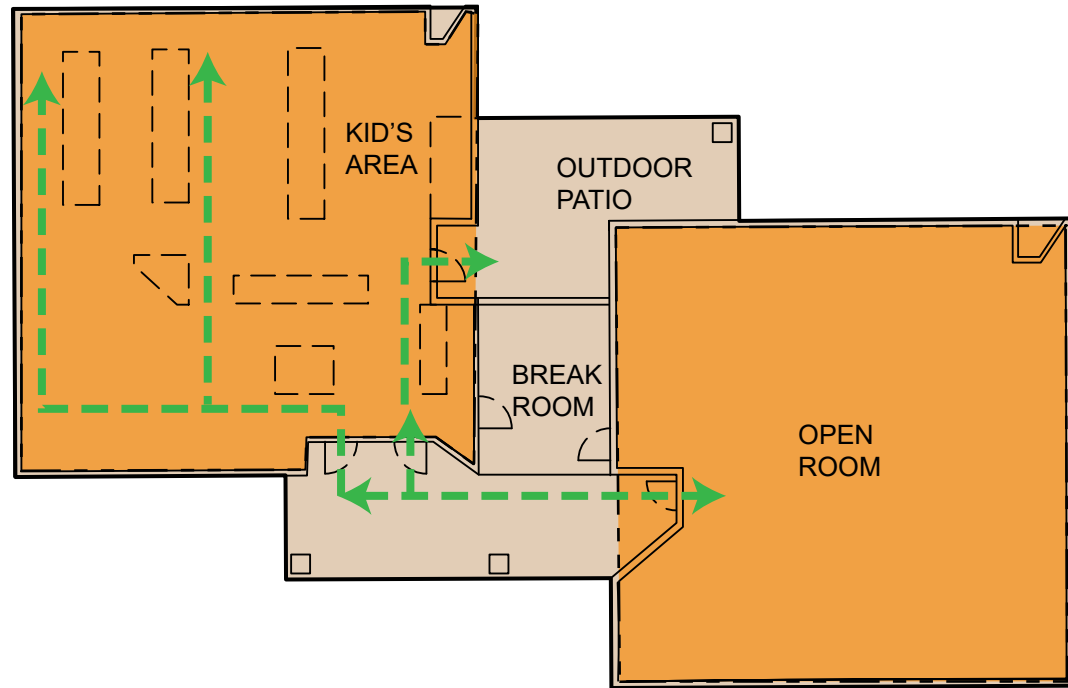 KID'S
AREA
OUTDOOR
PATIO
BREAK
ROOM
OPEN
ROOM